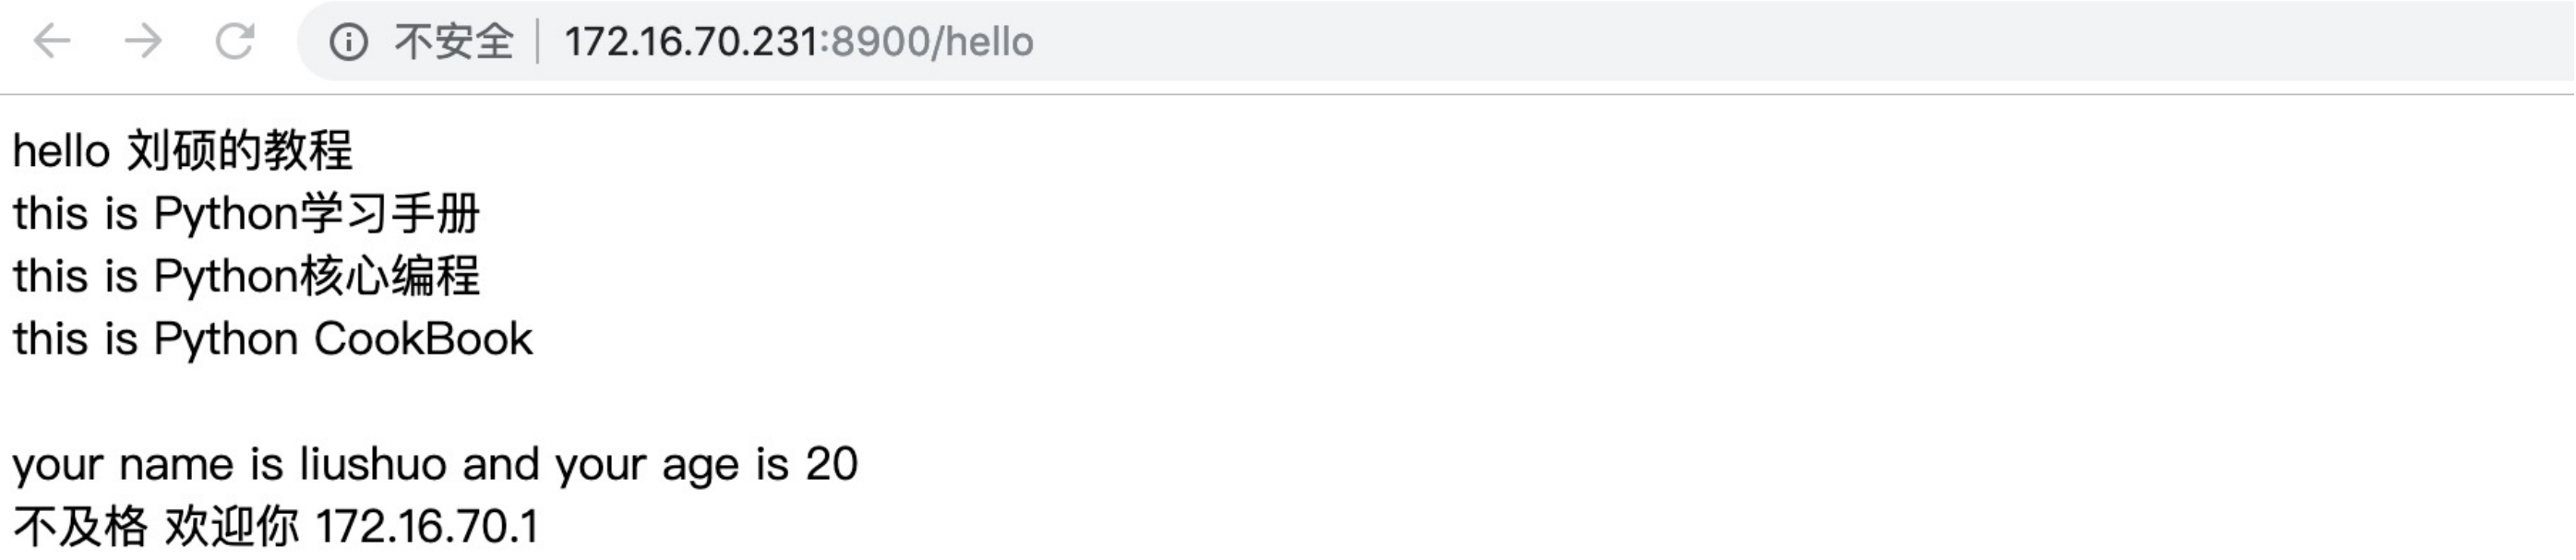 不安全 172.16.70.231:8900/hello
hello 刘硕的教程
this is Python学习手册
this is Python核心编程
this is Python CookBook
your name is liushuo and your age is 20
不及格 欢迎你 172.16.70.1